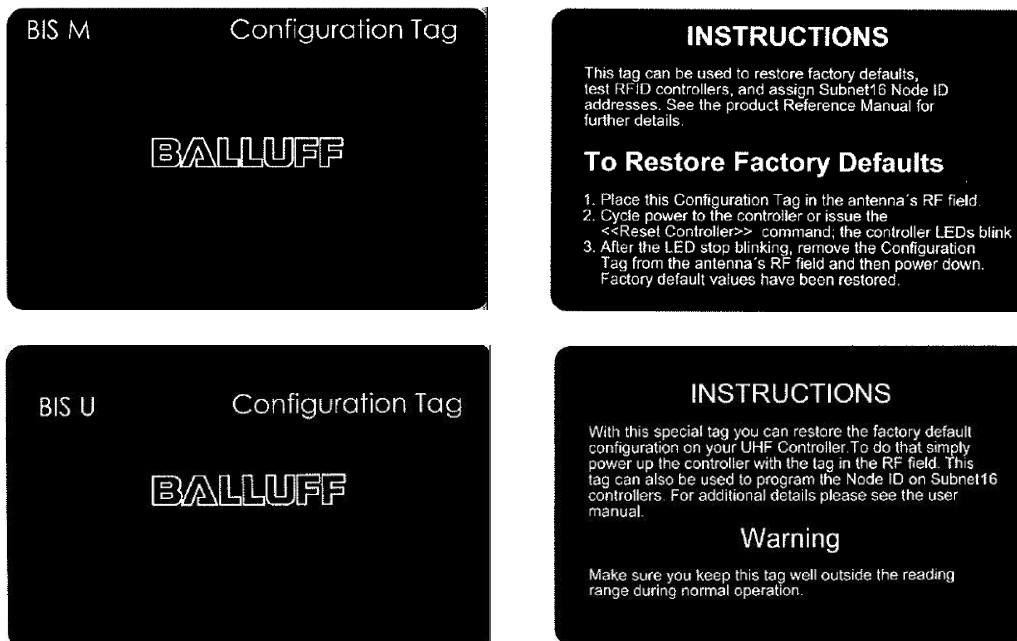 BIS M Configuration Tag
BALLUFF
INSTRUCTIONS
This tag can be used to restore factory defaults,
test RFID controllers, and assign Subnet16 Node ID
addresses. See the product Reference Manual for
further details.
To Restore Factory Defaults
1. Place this Configuration Tag in the antenna´s RF field.
2. Cycle power to the controller or issue the
<<Reset Controller>> command; the controller LEDs blink
3. After the LED stop blinking, remove the Configuration
Tag from the antenna´s RF field and then power down.
Factory default values have been restored.
BIS U Configuration Tag
BALLUFF
INSTRUCTIONS
With this special tag you can restore the factory default
configuration on your UHF Controller.To do that simply
power up the controller with the tag in the RF field. This
tag can also be used to program the Node ID on Subnet16
controllers. For additional details please see the user
manual.
Warning
Make sure you keep this tag well outside the reading
range during normal operation.